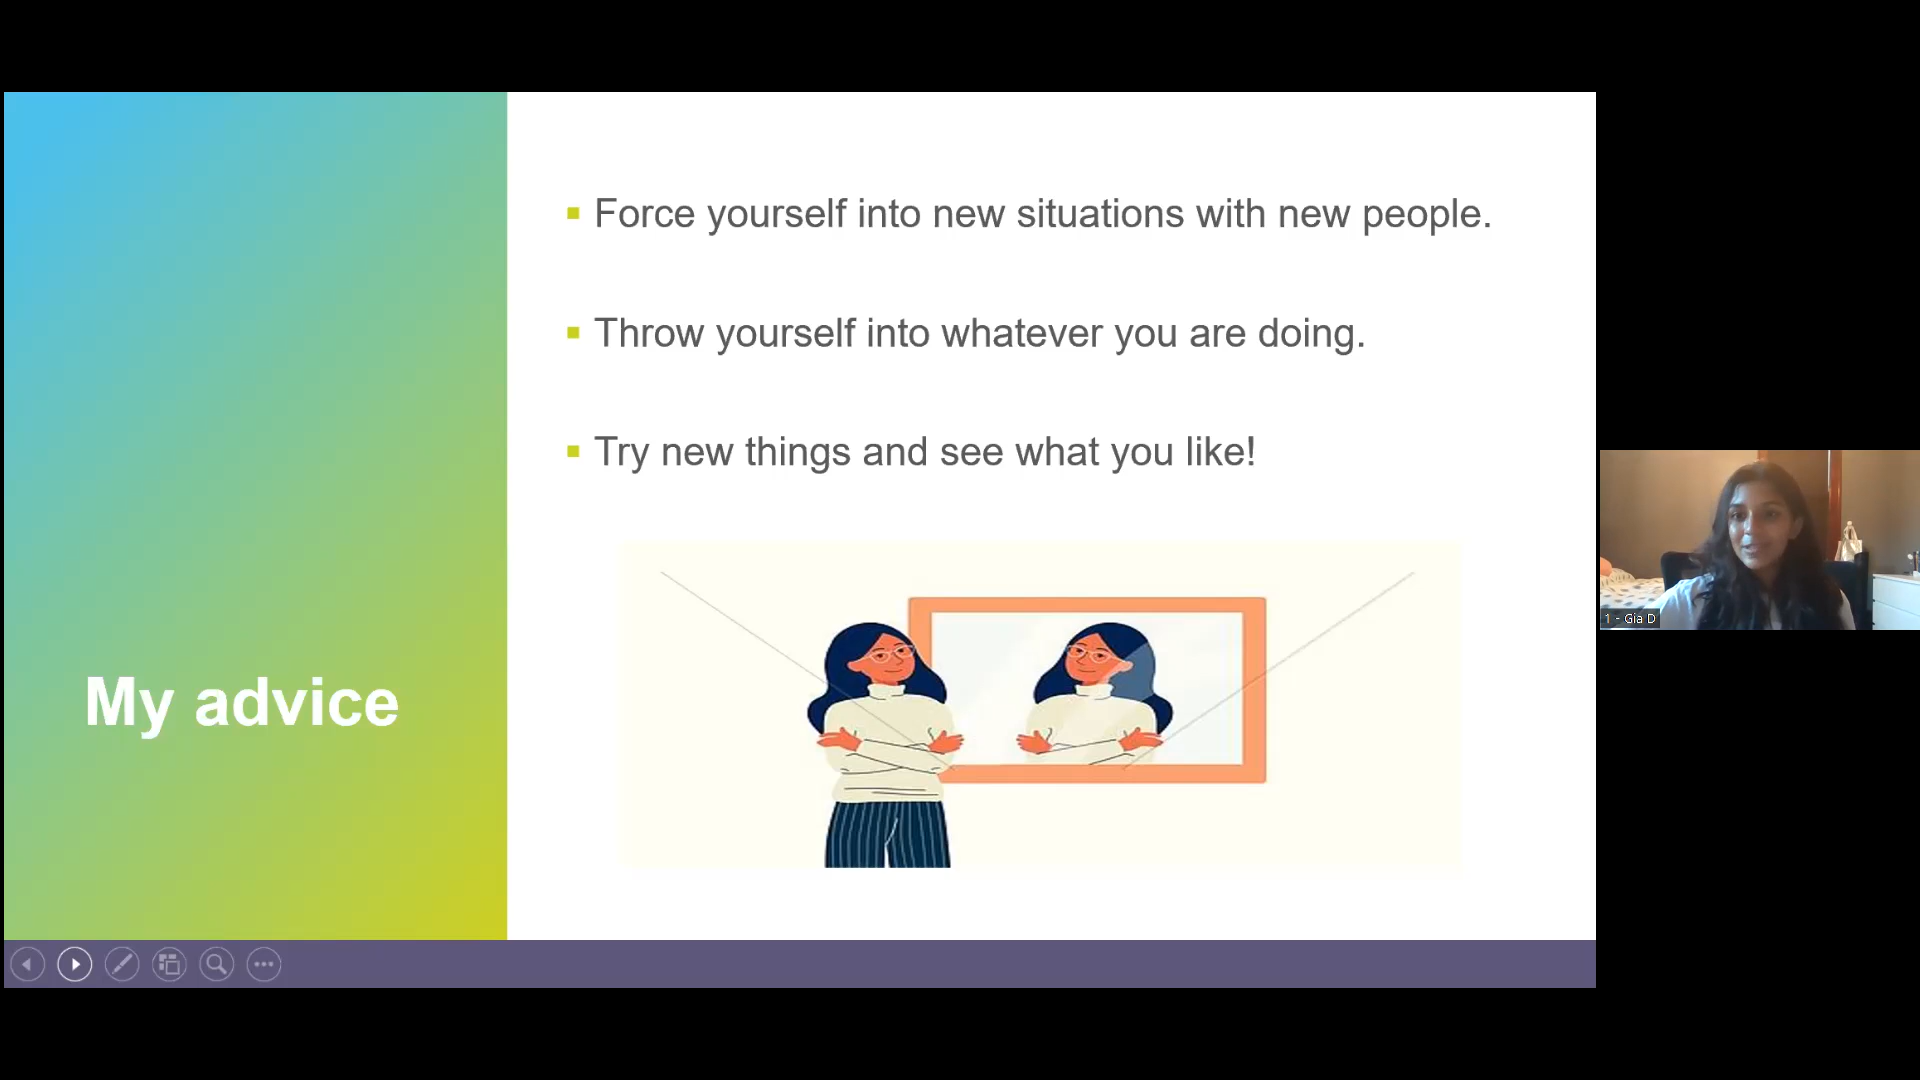 My advice
▪ Force yourself into new situations with new people.
▪ Throw yourself into whatever you are doing.
▪ Try new things and see what you like!
1 - Gia D